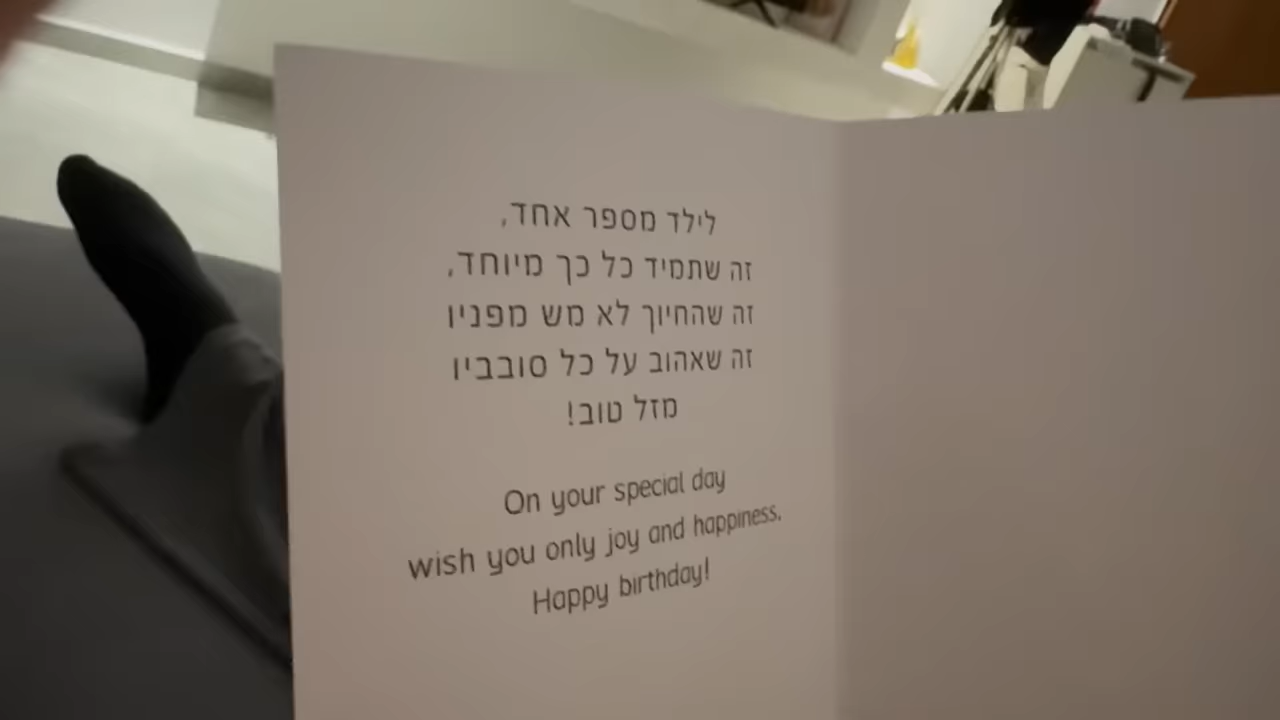 לילד מספר אחד,
זה שתמיד כל כך מיוחד,
זה שהחיוך לא מש מפניו
זה שאהוב על כל סובביו
מזל טוב!
On your special day
wish you only joy and happiness.
Happy birthday!